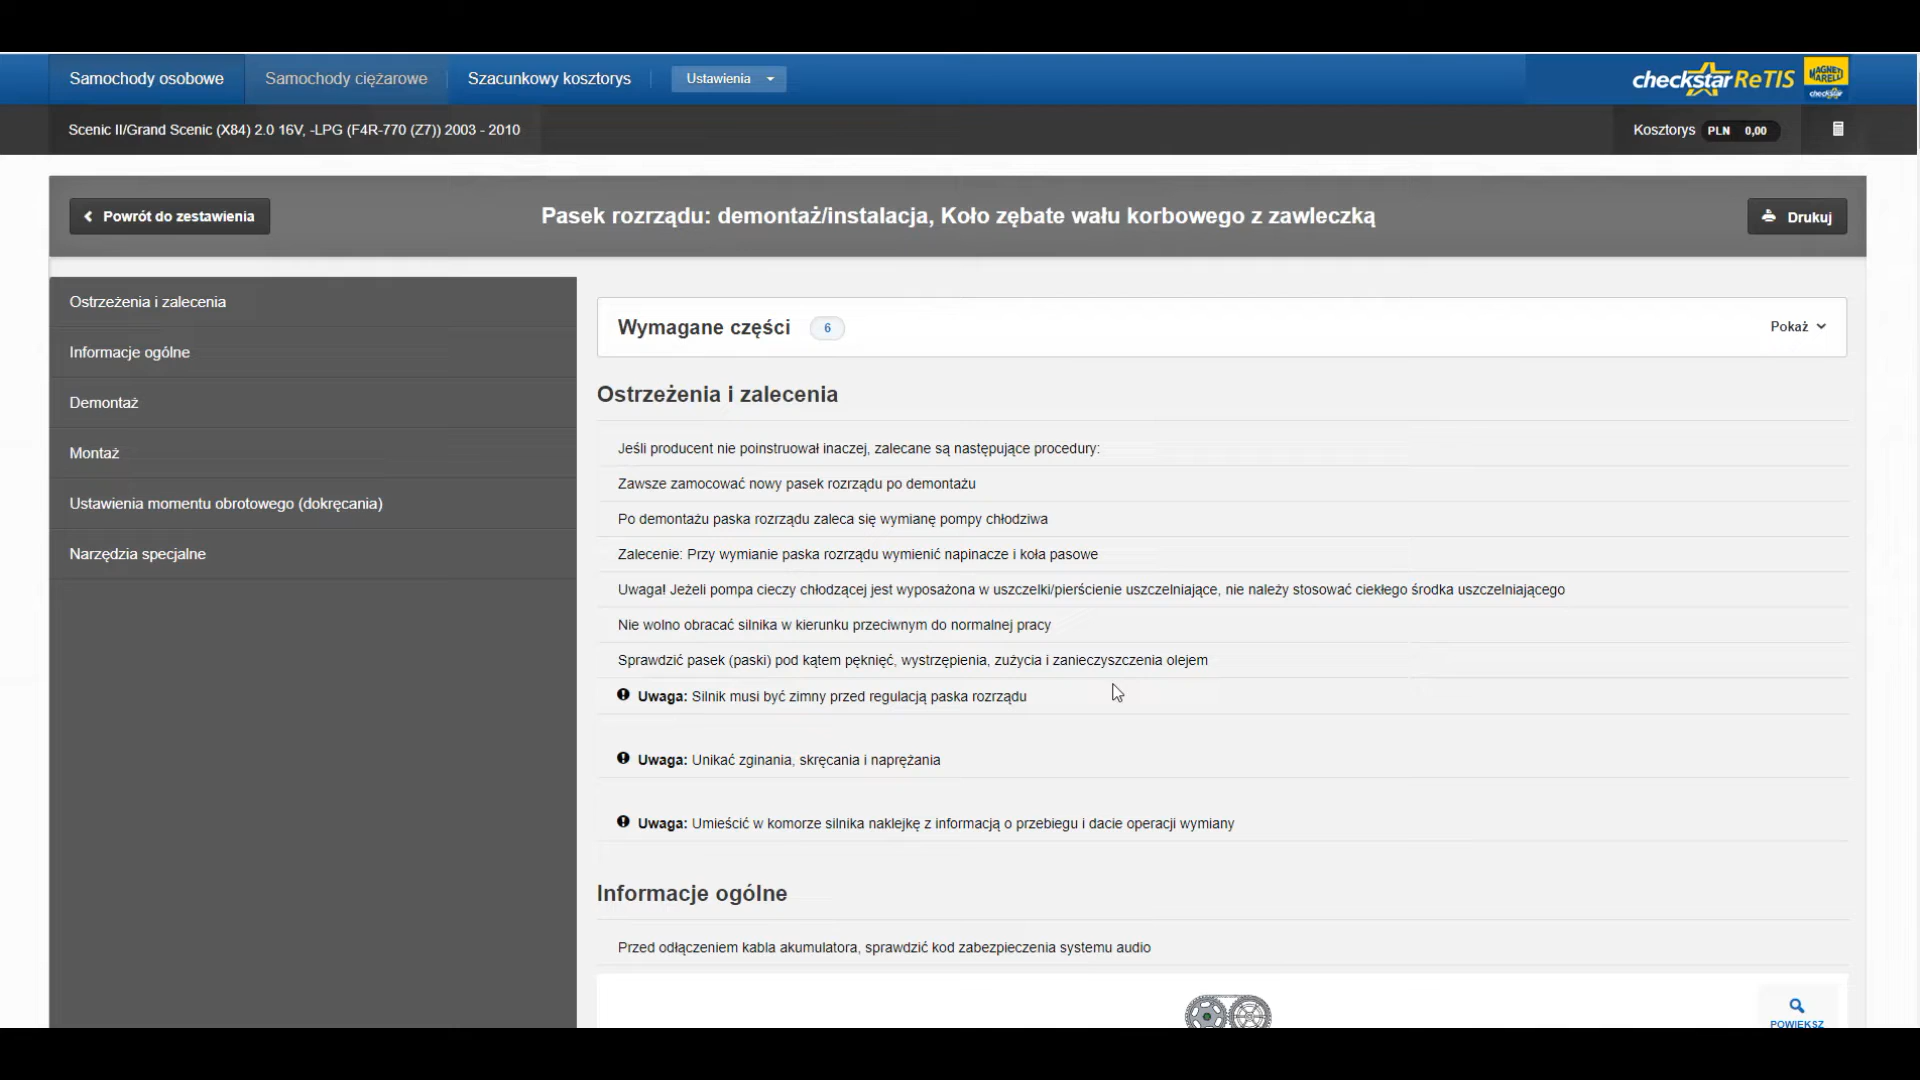 Samochody osobowe
Samochody ciężarowe
Szacunkowy kosztorys
Ustawienia
checkstar ReTIS
MAGNETI MARELLI
checkstar
Scenic II/Grand Scenic (X84) 2.0 16V, -LPG (F4R-770 (Z7)) 2003 - 2010
Kosztorys PLN 0,00
Powrót do zestawienia
Pasek rozrządu: demontaż/instalacja, Koło zębate wału korbowego z zawleczką
Drukuj
Ostrzeżenia i zalecenia
Informacje ogólne
Demontaż
Montaż
Ustawienia momentu obrotowego (dokręcania)
Narzędzia specjalne
Wymagane części 6
Pokaż
Ostrzeżenia i zalecenia
Jeśli producent nie poinstruował inaczej, zalecane są następujące procedury:
Zawsze zamocować nowy pasek rozrządu po demontażu
Po demontażu paska rozrządu zaleca się wymianę pompy chłodziwa
Zalecenie: Przy wymianie paska rozrządu wymienić napinacze i koła pasowe
Uwaga! Jeżeli pompa cieczy chłodzącej jest wyposażona w uszczelki/pierścienie uszczelniające, nie należy stosować ciekłego środka uszczelniającego
Nie wolno obracać silnika w kierunku przeciwnym do normalnej pracy
Sprawdzić pasek (paski) pod kątem pęknięć, wystrzępienia, zużycia i zanieczyszczenia olejem
Uwaga: Silnik musi być zimny przed regulacją paska rozrządu
Uwaga: Unikać zginania, skręcania i naprężania
Uwaga: Umieścić w komorze silnika naklejkę z informacją o przebiegu i dacie operacji wymiany
Informacje ogólne
Przed odłączeniem kabla akumulatora, sprawdzić kod zabezpieczenia systemu audio
POWIĘKSZ